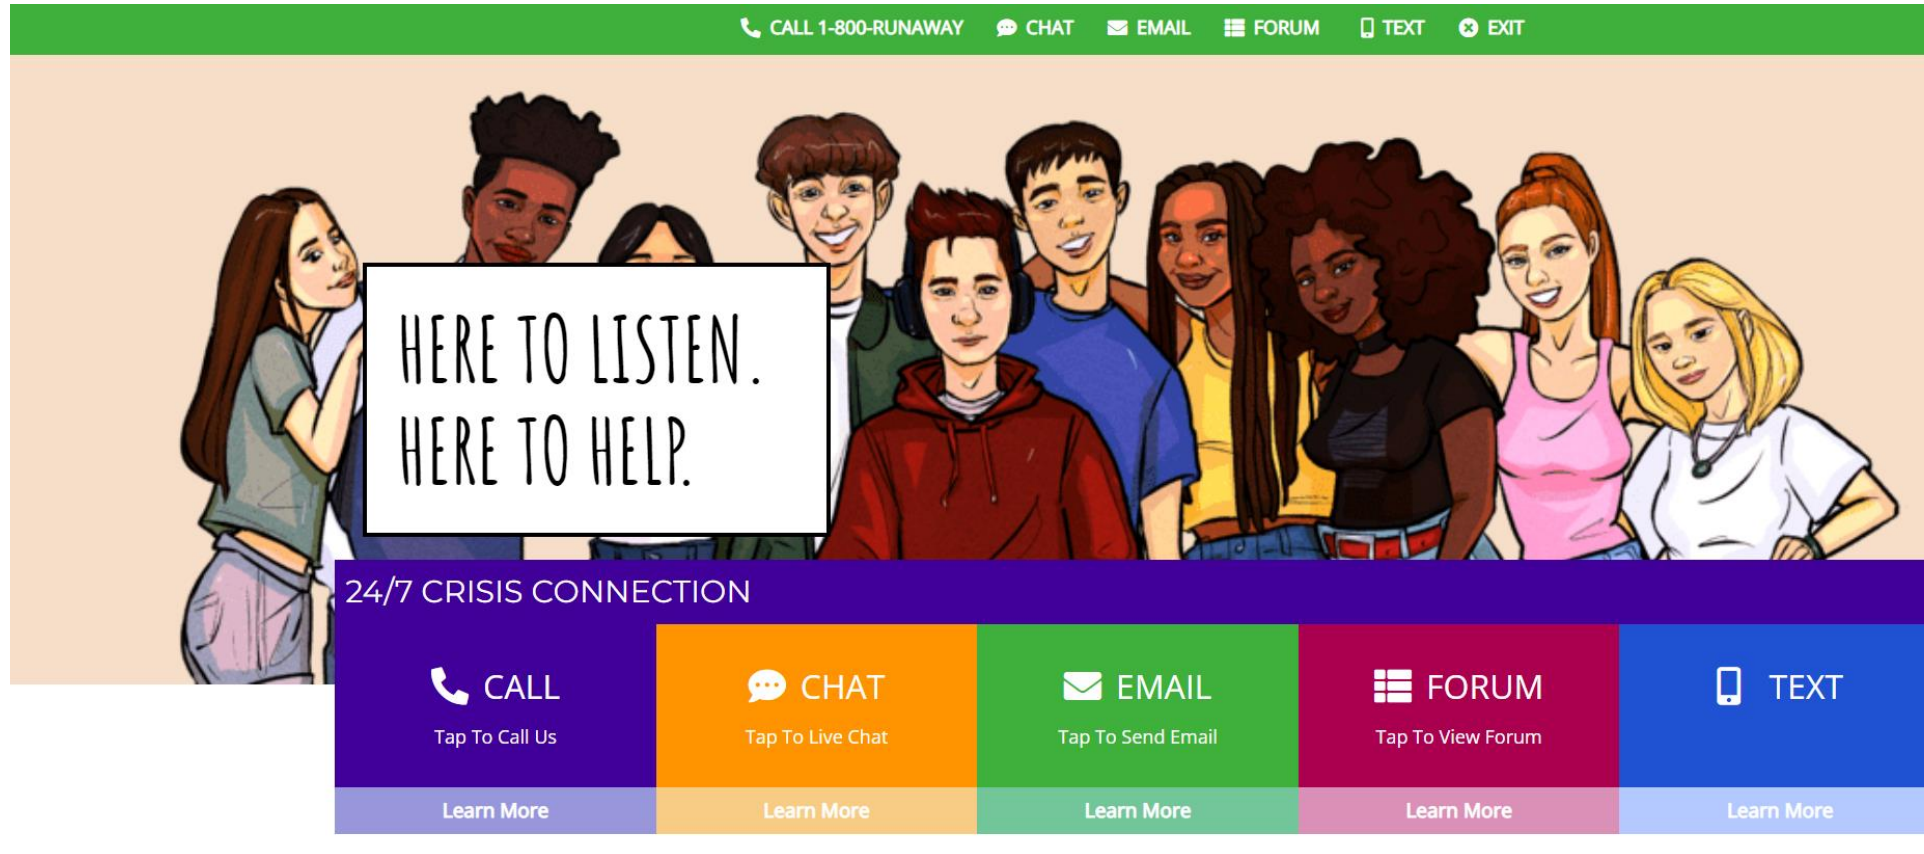 CALL 1-800-RUNAWAY CHAT EMAIL FORUM TEXT EXIT
HERE TO LISTEN.
HERE TO HELP.
24/7 CRISIS CONNECTION
CALL CHAT EMAIL FORUM TEXT
Tap To Call Us Tap To Live Chat Tap To Send Email Tap To View Forum
Learn More Learn More Learn More Learn More Learn More